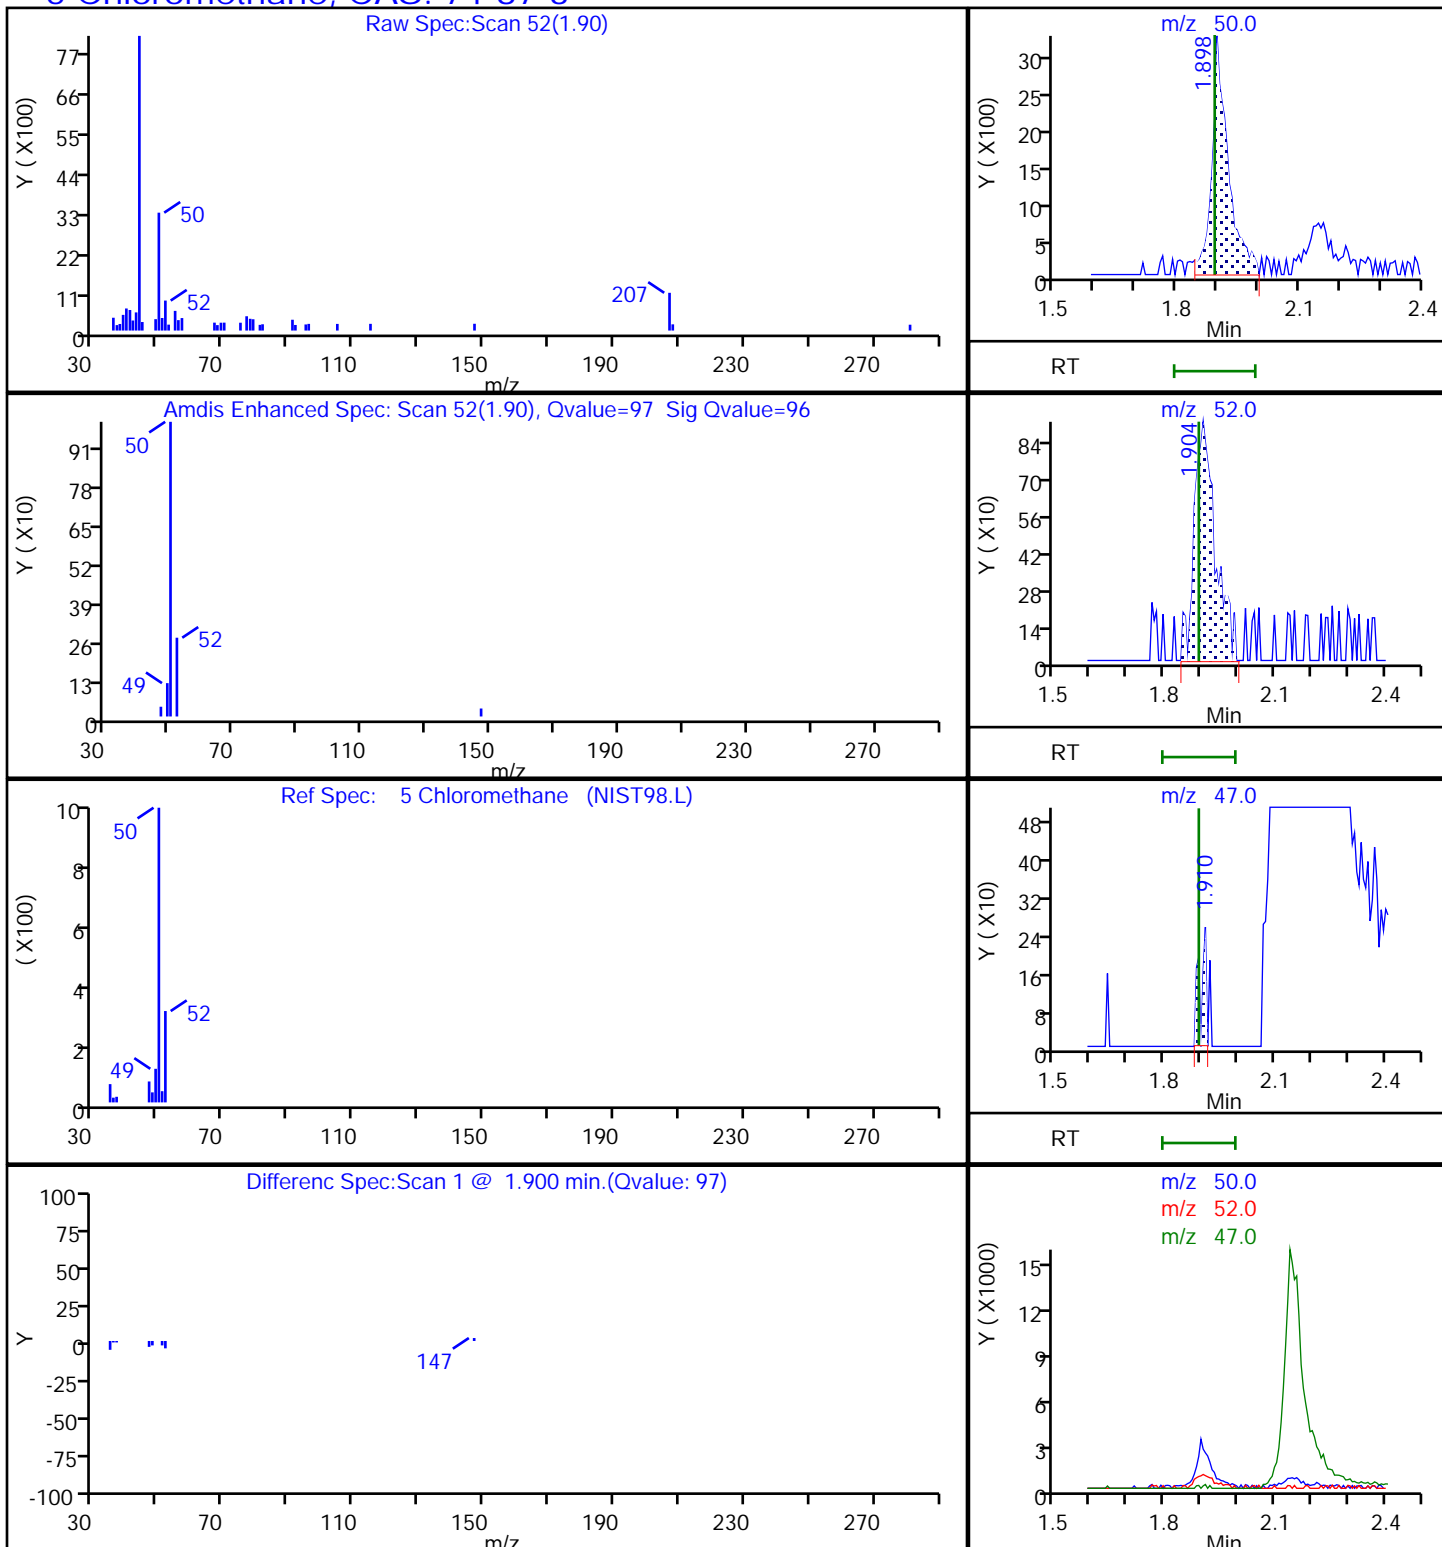 5 Chloromethane, CAS: 74-87-3
Raw Spec:Scan 52(1.90)
Y ( X100)
77
66
55
44
33
22
11
0
50
52
207
30 70 110 150 190 230 270
m/z
m/z 50.0
Y ( X100)
30
25
20
15
10
5
0
1.898
1.5 1.8 2.1 2.4
Min
RT
Amdis Enhanced Spec: Scan 52(1.90), Qvalue=97 Sig Qvalue=96
Y ( X10)
91
78
65
52
39
26
13
0
50
52
49
30 70 110 150 190 230 270
m/z
m/z 52.0
Y ( X10)
84
70
56
42
28
14
0
1.904
1.5 1.8 2.1 2.4
Min
RT
Ref Spec: 5 Chloromethane (NIST98.L)
( X100)
10
8
6
4
2
0
50
52
49
30 70 110 150 190 230 270
m/z 47.0
Y ( X10)
48
40
32
24
16
8
0
1.910
1.5 1.8 2.1 2.4
Min
RT
Differenc Spec:Scan 1 @ 1.900 min.(Qvalue: 97)
Y
100
75
50
25
0
-25
-50
-75
-100
147
30 70 110 150 190 230 270
m/z
m/z 50.0
m/z 52.0
m/z 47.0
Y ( X1000)
15
12
9
6
3
0
1.5 1.8 2.1 2.4
Min